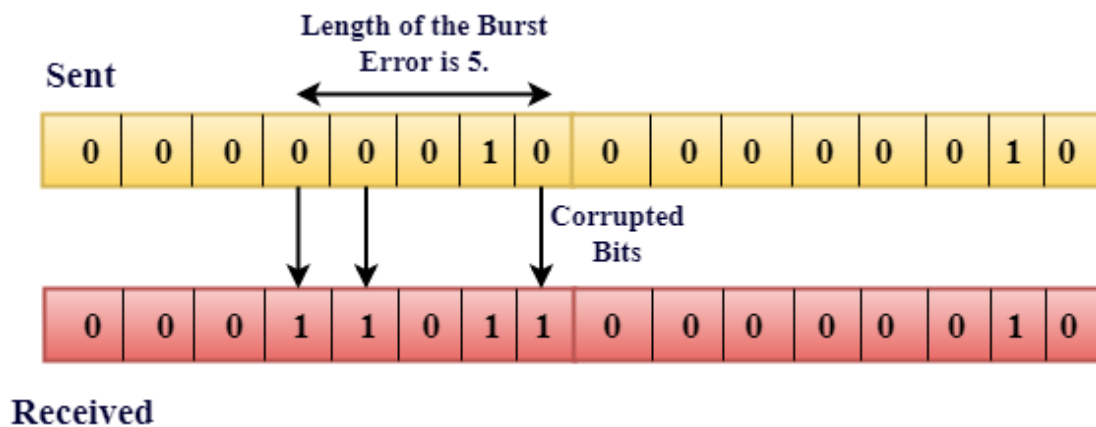 Length of the Burst
Error is 5.
Sent
0 0 0 0 0 0 1 0 0 0 0 0 0 0 1 0
Corrupted
Bits
0 0 0 1 1 0 1 1 0 0 0 0 0 0 1 0
Received